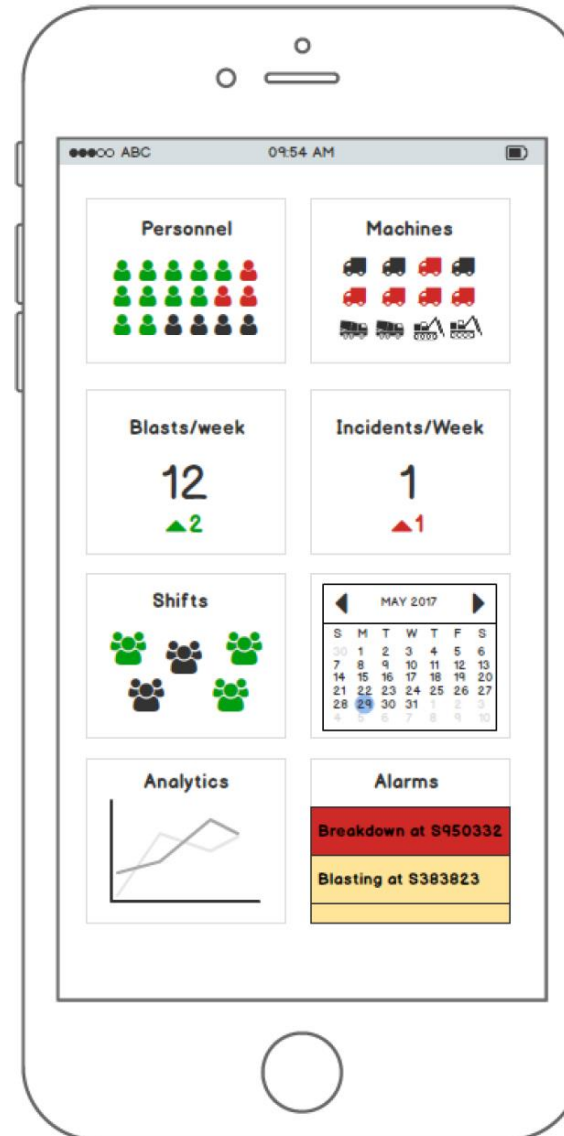 ABC 09:54 AM
Personnel Machines
Blasts/week Incidents/Week
12 1
2 1
Shifts
MAY 2017
S M T W T F S
30 1 2 3 4 5 6
7 8 9 10 11 12 13
14 15 16 17 18 19 20
21 22 23 24 25 26 27
28 29 30 31 1 2 3
4 5 6 7 8 9 10
Analytics Alarms
Breakdown at S950332
Blasting at S383823